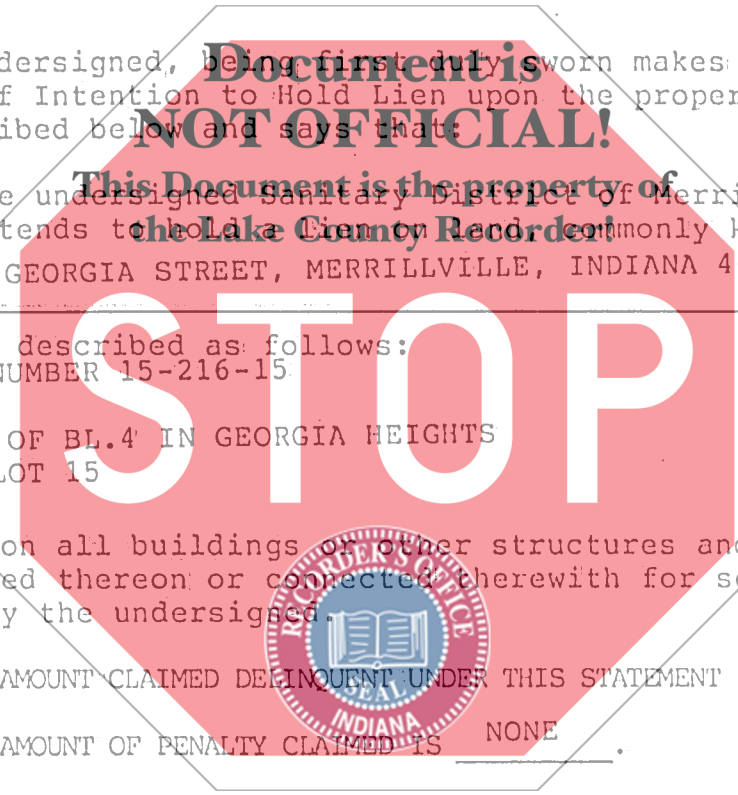 dersigned, being first duly sworn makes
f Intention to Hold Lien upon the proper
ibed below and says that:
Document is
NOT OFFICIAL!
This Document is the property of
the Lake County Recorder!
e undersigned Sanitary District of Merri
tends to hold a Lien on Land, commonly k
GEORGIA STREET, MERRILLVILLE, INDIANA 4
described as follows:
NUMBER 15-216-15
STOP
OF BL.4 IN GEORGIA HEIGHTS
LOT 15
on all buildings or other structures and
ed thereon or connected therewith for se
y the undersigned.
RECORDER'S OFFICE
SEAL
INDIANA
AMOUNT CLAIMED DELINQUENT UNDER THIS STATEMENT
AMOUNT OF PENALTY CLAIMED IS NONE.